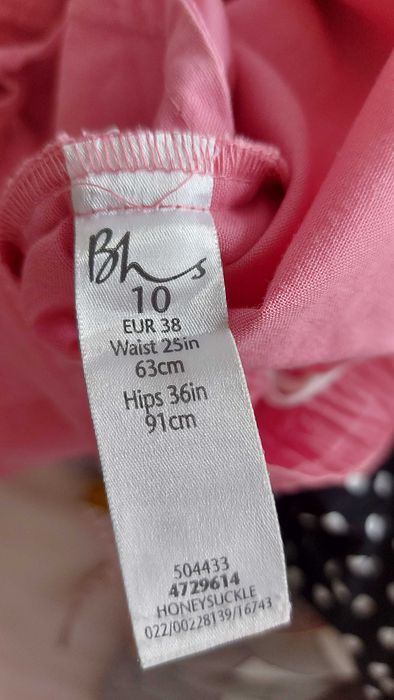 Bhs
10
EUR 38
Waist 25in
63cm
Hips 36in
91cm
504433
4729614
HONEYSUCKLE
022/00228139/16743